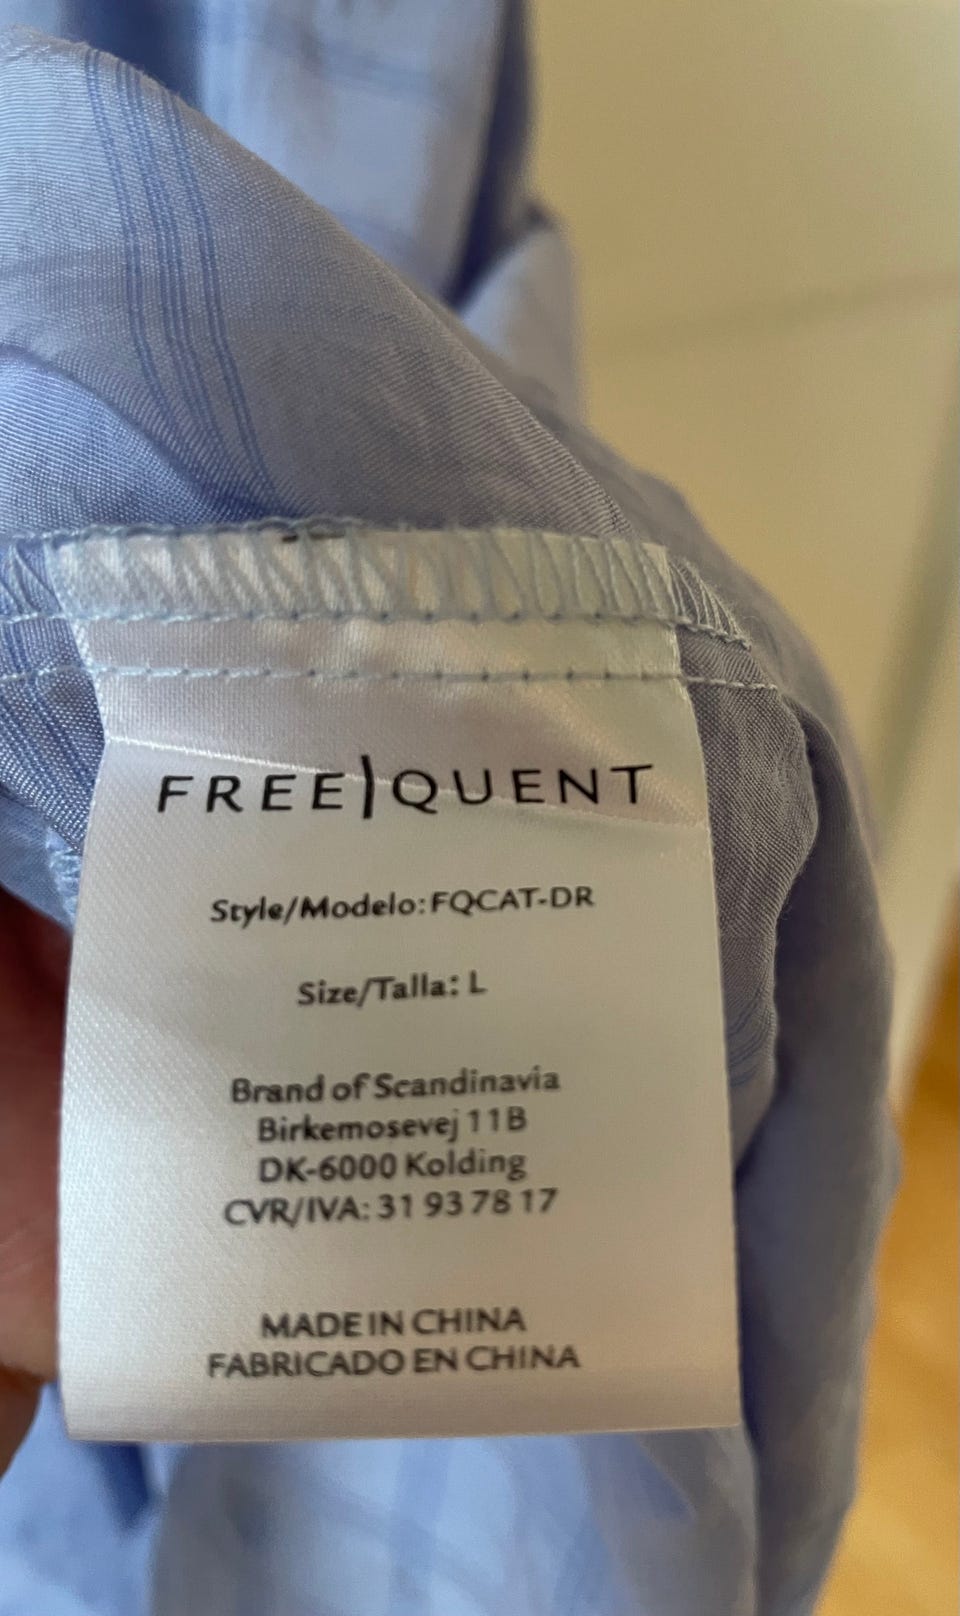 FREE|QUENT
Style/Modelo: FQCAT-DR
Size/Talla: L
Brand of Scandinavia
Birkemosevej 11B
DK-6000 Kolding
CVR/IVA: 31 93 78 17
MADE IN CHINA
FABRICADO EN CHINA